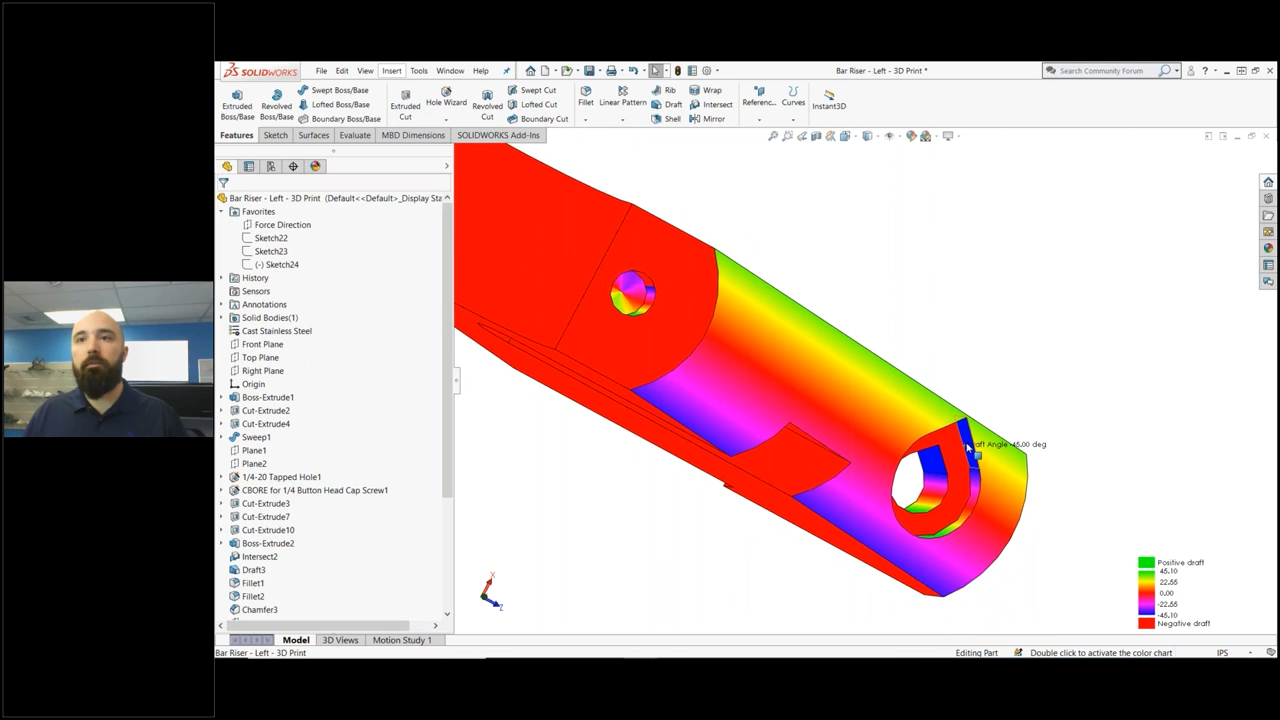 SOLIDWORKS File Edit View Insert Tools Window Help Bar Riser - Left - 3D Print * Search Community Forum
Extruded Boss/Base
Revolved Boss/Base
Swept Boss/Base
Lofted Boss/Base
Boundary Boss/Base
Extruded Cut
Hole Wizard
Revolved Cut
Swept Cut
Lofted Cut
Boundary Cut
Fillet
Linear Pattern
Rib
Draft
Shell
Wrap
Intersect
Mirror
Referenc...
Curves
Instant3D
Features Sketch Surfaces Evaluate MBD Dimensions SOLIDWORKS Add-Ins
Bar Riser - Left - 3D Print (Default<<Default>_Display Sta
Favorites
Force Direction
Sketch22
Sketch23
(-) Sketch24
History
Sensors
Annotations
Solid Bodies(1)
Cast Stainless Steel
Front Plane
Top Plane
Right Plane
Origin
Boss-Extrude1
Cut-Extrude2
Cut-Extrude4
Sweep1
Plane1
Plane2
1/4-20 Tapped Hole1
CBORE for 1/4 Button Head Cap Screw1
Cut-Extrude3
Cut-Extrude7
Cut-Extrude10
Boss-Extrude2
Intersect2
Draft3
Fillet1
Fillet2
Chamfer3
Angle:-45.00 deg
X
Z
Positive draft
45.10
22.55
0.00
-22.55
-45.10
Negative draft
Model 3D Views Motion Study 1
Bar Riser - Left - 3D Print Editing Part Double click to activate the color chart IPS